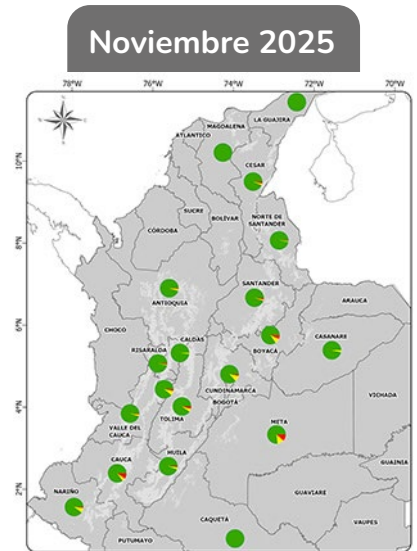 Noviembre 2025
78°W 76°W 74°W 72°W 70°W
LA GUAJIRA
MAGDALENA
ATLÁNTICO
10°N
CESAR
SUCRE
BOLÍVAR
NORTE DE
SANTANDER
CÓRDOBA
8°N
SANTANDER
ANTIOQUIA
ARAUCA
CHOCO
6°N
CALDAS
RISARALDA
BOYACÁ
CASANARE
CUNDINAMARCA
VICHADA
BOGOTÁ
4°N
TOLIMA
VALLE DEL
CAUCA
META
GUAINIA
HUILA
CAUCA
2°N
NARIÑO
GUAVIARE
VAUPES
CAQUETÁ
PUTUMAYO